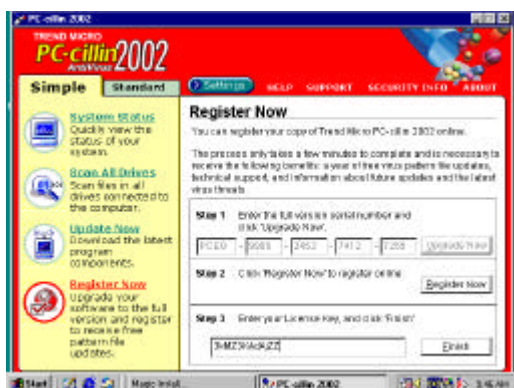 PC-cillin 2002
TREND MICRO
PC-cillin 2002
AntiVirus
Simple
Standard
Settings
HELP
SUPPORT
SECURITY INFO
ABOUT
System Status
Quickly view the
status of your
system.
Scan All Drives
Scan files in all
drives connected to
the computer.
Update Now
Download the latest
program
components.
Register Now
Upgrade your
software to the full
version and register
to receive free
pattern file
updates.
Register Now
You can register your copy of Trend Micro PC-cillin 2002 online.
The process only takes a few minutes to complete and is necessary to
receive the following benefits: a year of free virus pattern file updates,
technical support, and information about future updates and the latest
virus threats
Step 1 Enter the full version serial number and
click 'Upgrade Now'.
Upgrade Now
Step 2 Click 'Register Now' to register online
Register Now
Step 3 Enter your License Key, and click 'Finish'
Finish
Start
Magic Install...
PC-cillin 2002